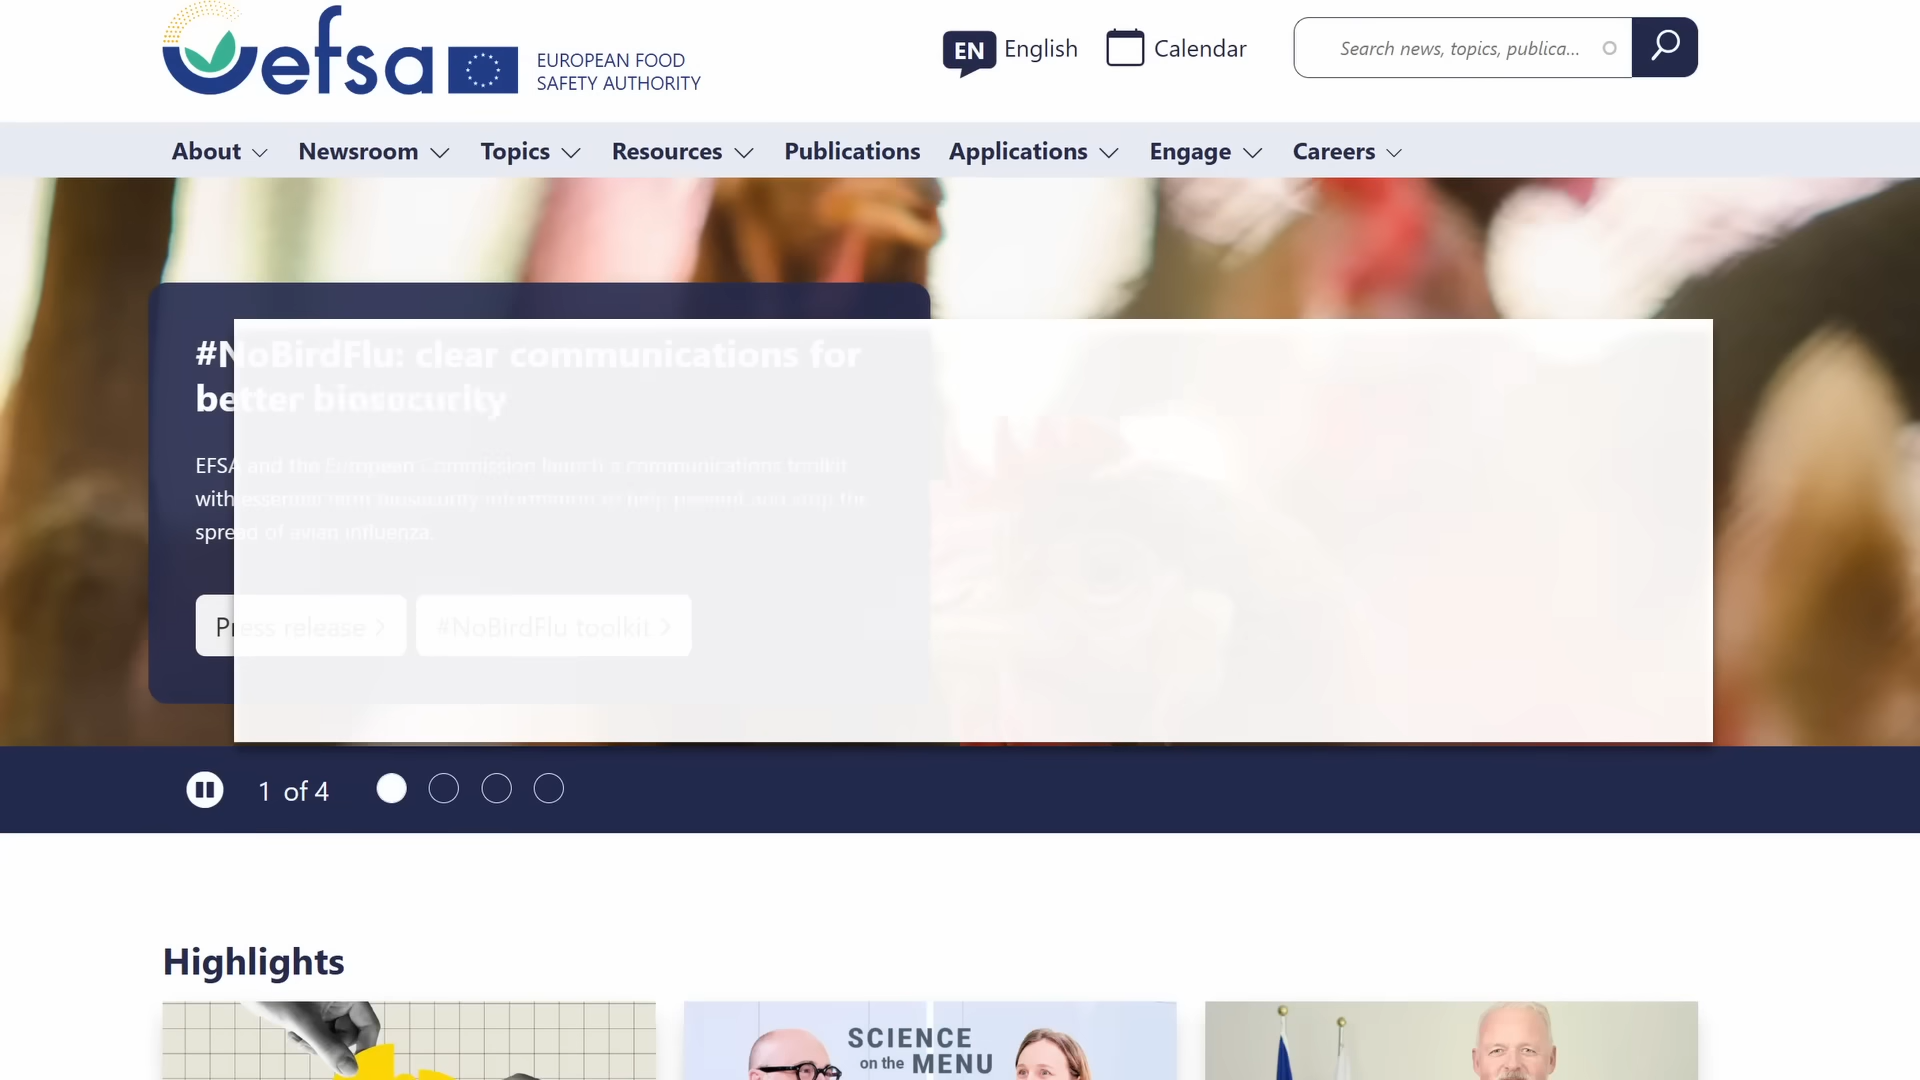 efsa
EUROPEAN FOOD
SAFETY AUTHORITY
EN English
Calendar
Search news, topics, publica...
About
Newsroom
Topics
Resources
Publications
Applications
Engage
Careers
#NoBirdFlu: clear communications for
better biosecurity
EFSA and the European Commission launch a communications toolkit
with essential farm biosecurity information to help prevent and stop the
spread of avian influenza.
Press release
#NoBirdFlu toolkit
1 of 4
Highlights
SCIENCE
on the MENU